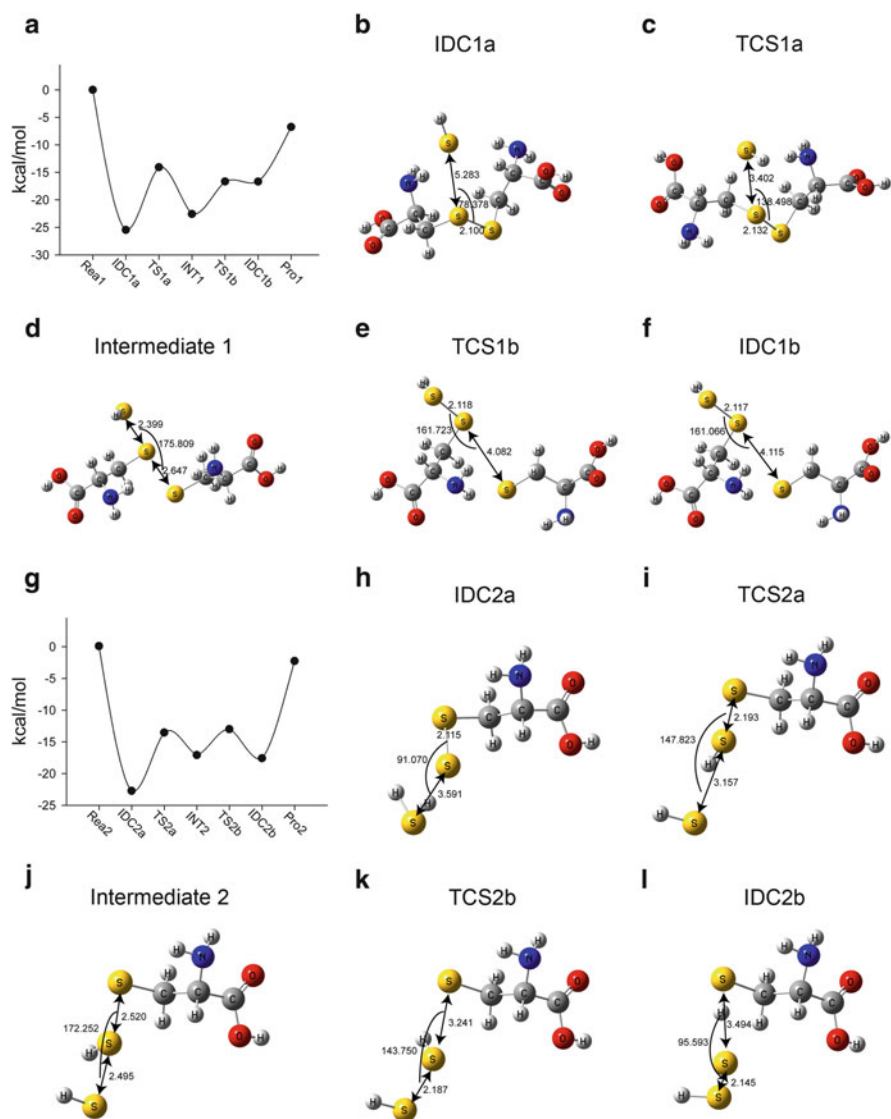 a
kcal/mol
0
-5
-10
-15
-20
-25
-30
Rea1
IDC1a
TS1a
INT1
TS1b
IDC1b
Pro1
b
IDC1a
H
S
N
H
H
H
5.283
C
H
C
O
H
O
N
H
78.378
C
H
H
O
C
C
H
S
O
C
H
2.100
S
H
c
TCS1a
S
H
N
H
H
O
3.402
H
C
O
H
C
C
H
138.498
C
O
H
S
O
N
H
2.132
S
d
Intermediate 1
H
S
2.399
175.809
S
O
H
O
2.647
H
O
N
H
S
e
TCS1b
H
S
2.118
S
161.723
4.082
C
H
H
O
H
H
O
C
N
H
S
C
C
O
O
H
N
H
f
IDC1b
H
S
2.117
S
161.066
4.115
C
H
H
O
H
H
O
C
N
H
S
C
C
O
O
H
N
H
g
kcal/mol
0
-5
-10
-15
-20
-25
Rea2
IDC2a
TS2a
INT2
TS2b
IDC2b
Pro2
h
IDC2a
H
H
N
O
S
C
C
C
2.115
H
H
O
H
91.070
S
H
3.591
H
S
i
TCS2a
H
H
N
O
S
H
C
C
C
2.193
H
H
147.823
S
O
H
H
3.157
H
S
j
Intermediate 2
H
H
N
O
S
H
C
C
C
2.520
H
H
172.252
S
O
H
H
2.495
H
S
k
TCS2b
H
H
N
O
S
H
C
C
C
3.241
H
H
H
O
H
143.750
S
2.187
H
S
l
IDC2b
H
H
N
O
S
H
C
C
C
H
3.494
H
H
O
H
95.593
S
2.145
H
S